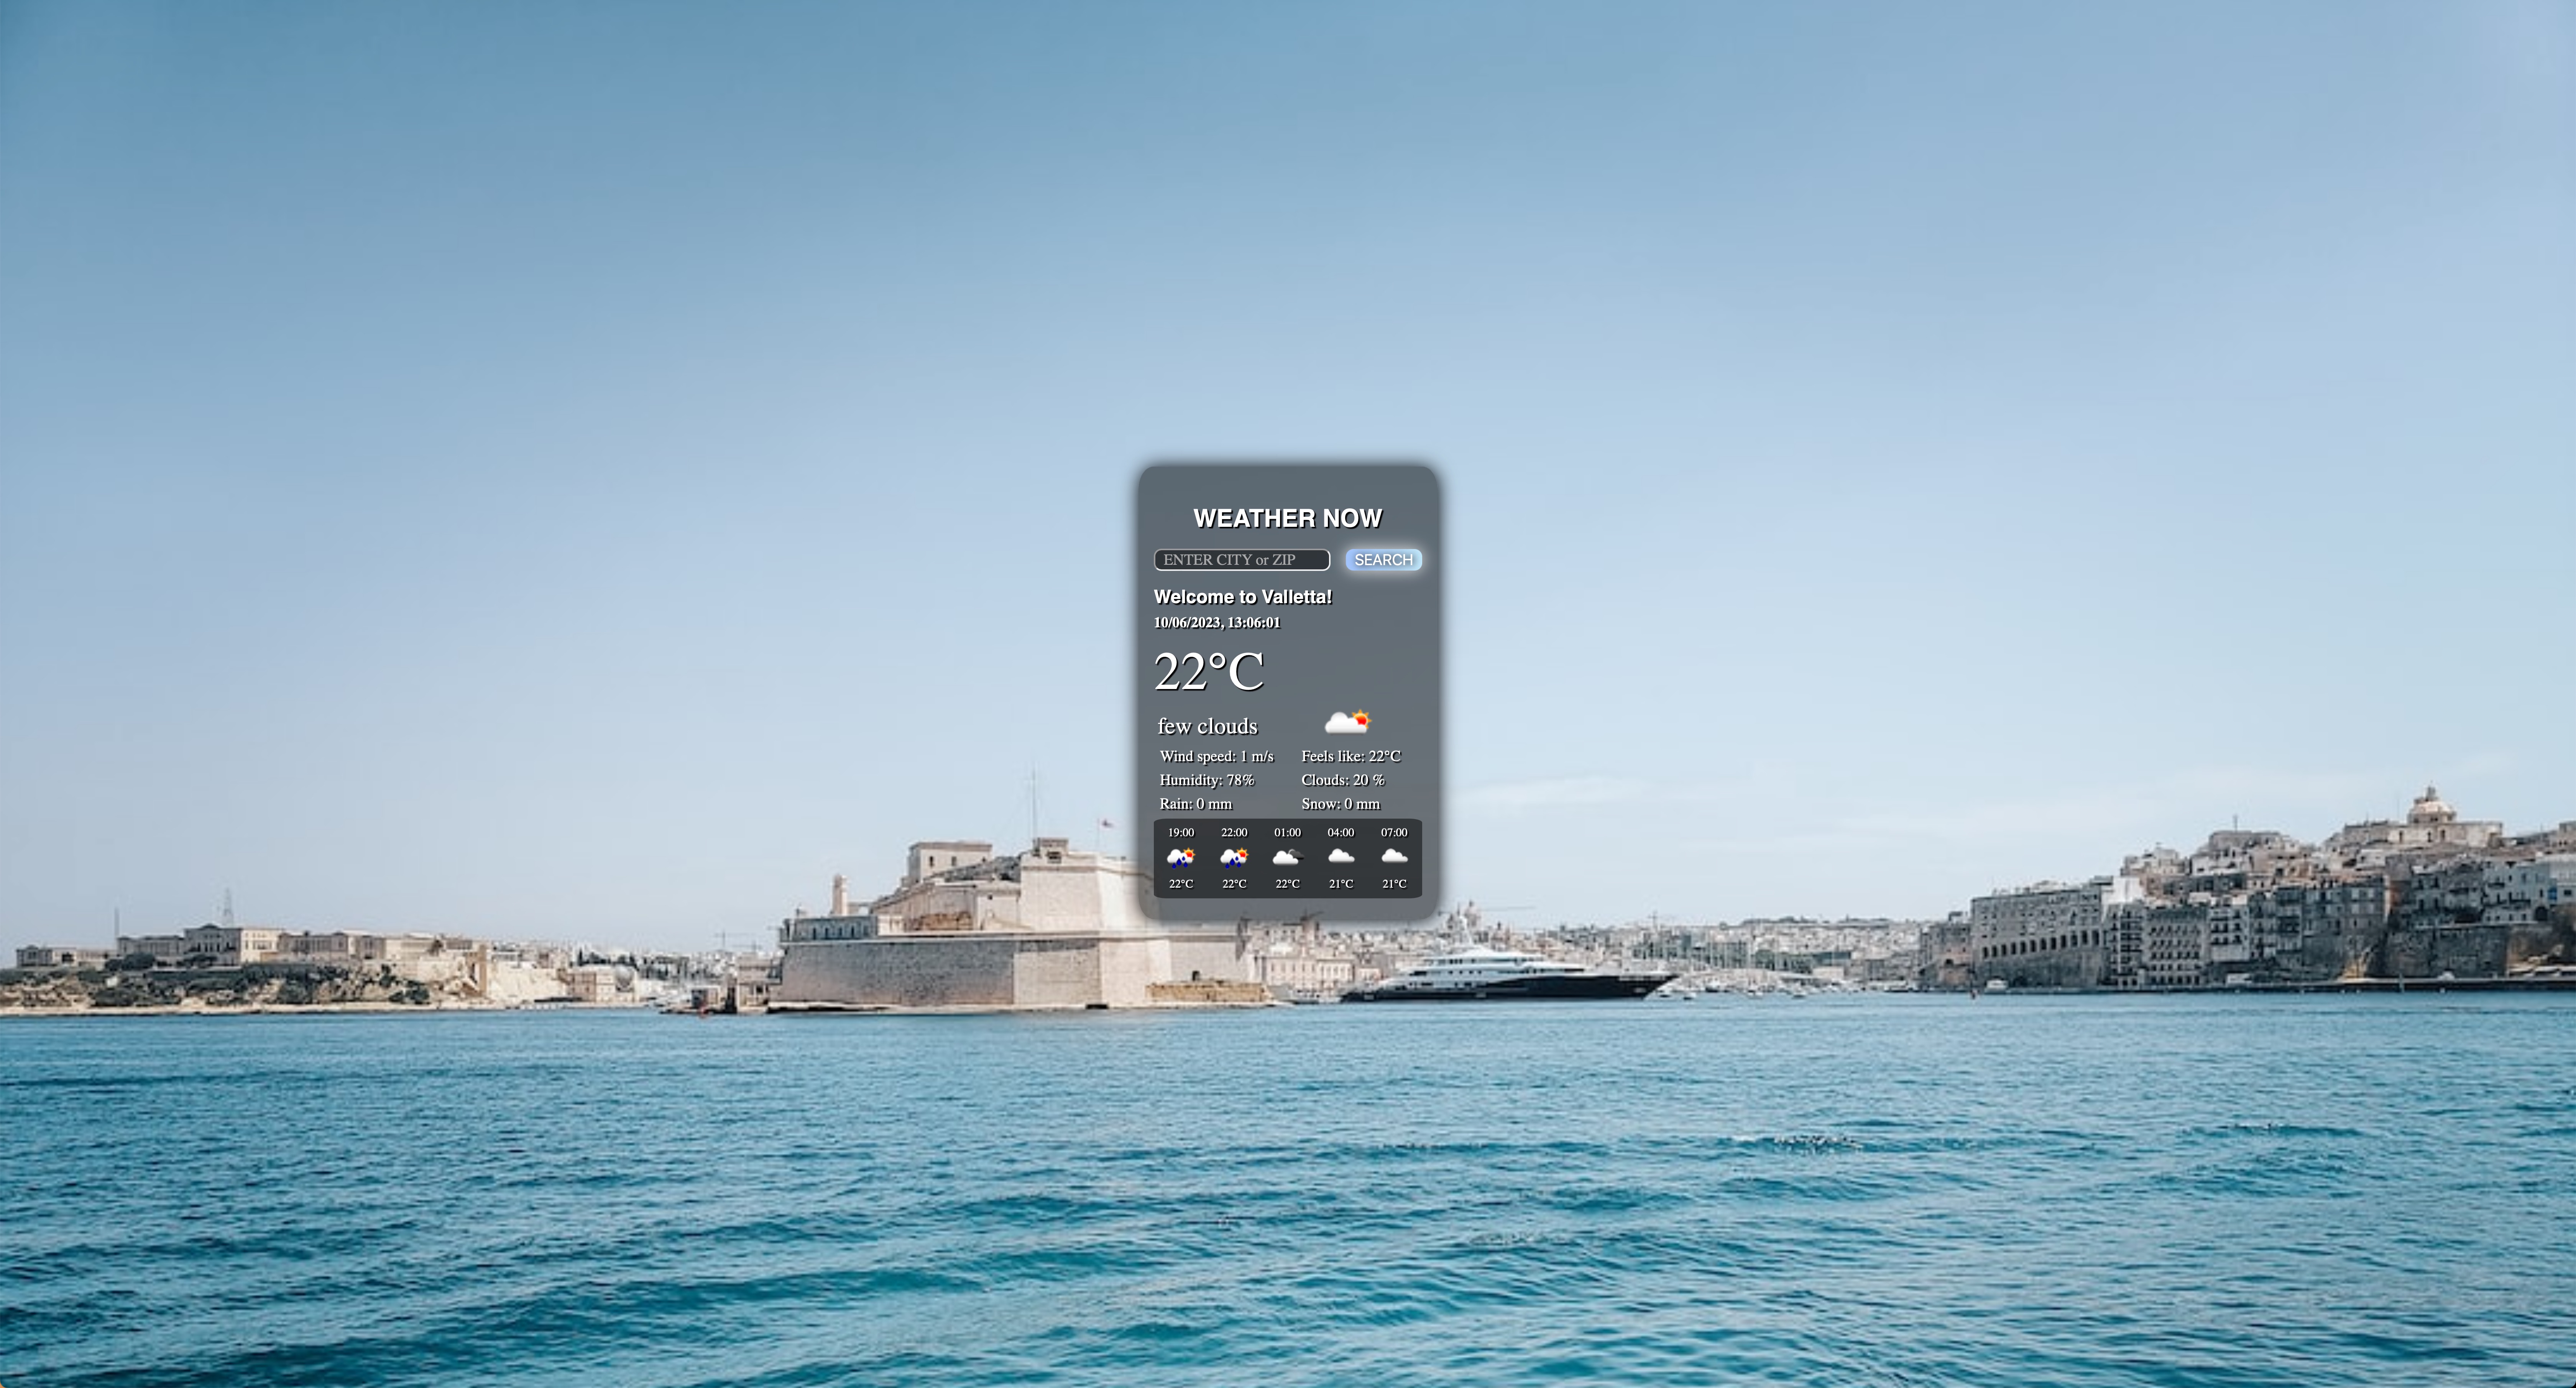 WEATHER NOW
ENTER CITY or ZIP SEARCH
Welcome to Valletta!
10/06/2023, 13:06:01
22°C
few clouds
Wind speed: 1 m/s Feels like: 22°C
Humidity: 78% Clouds: 20 %
Rain: 0 mm Snow: 0 mm
19:00 22:00 01:00 04:00 07:00
22°C 22°C 22°C 21°C 21°C